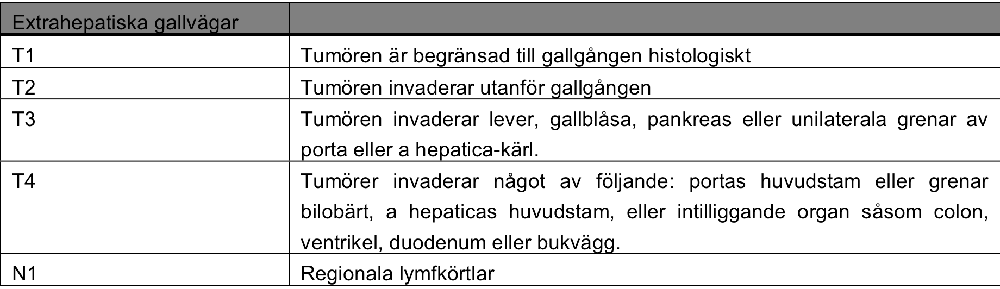 Extrahepatiska gallvägar
T1 Tumören är begränsad till gallgången histologiskt
T2 Tumören invaderar utanför gallgången
T3 Tumören invaderar lever, gallblåsa, pankreas eller unilaterala grenar av
porta eller a hepatica-kärl.
T4 Tumörer invaderar något av följande: portas huvudstam eller grenar
bilobärt, a hepaticas huvudstam, eller intilliggande organ såsom colon,
ventrikel, duodenum eller bukvägg.
N1 Regionala lymfkörtlar